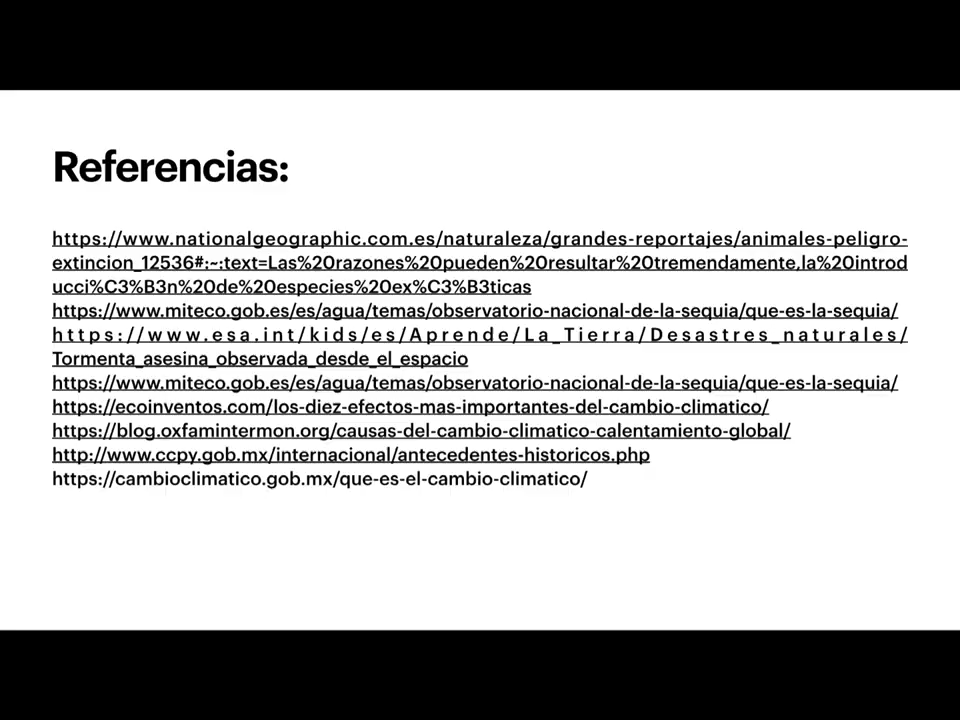 Referencias:
https://www.nationalgeographic.com.es/naturaleza/grandes-reportajes/animales-peligro-
extincion_12536#:~:text=Las%20razones%20pueden%20resultar%20tremendamente,la%20introd
ucci%C3%B3n%20de%20especies%20ex%C3%B3ticas
https://www.miteco.gob.es/es/agua/temas/observatorio-nacional-de-la-sequia/que-es-la-sequia/
https://www.esa.int/kids/es/Aprende/La_Tierra/Desastres_naturales/
Tormenta_asesina_observada_desde_el_espacio
https://www.miteco.gob.es/es/agua/temas/observatorio-nacional-de-la-sequia/que-es-la-sequia/
https://ecoinventos.com/los-diez-efectos-mas-importantes-del-cambio-climatico/
https://blog.oxfamintermon.org/causas-del-cambio-climatico-calentamiento-global/
http://www.ccpy.gob.mx/internacional/antecedentes-historicos.php
https://cambioclimatico.gob.mx/que-es-el-cambio-climatico/